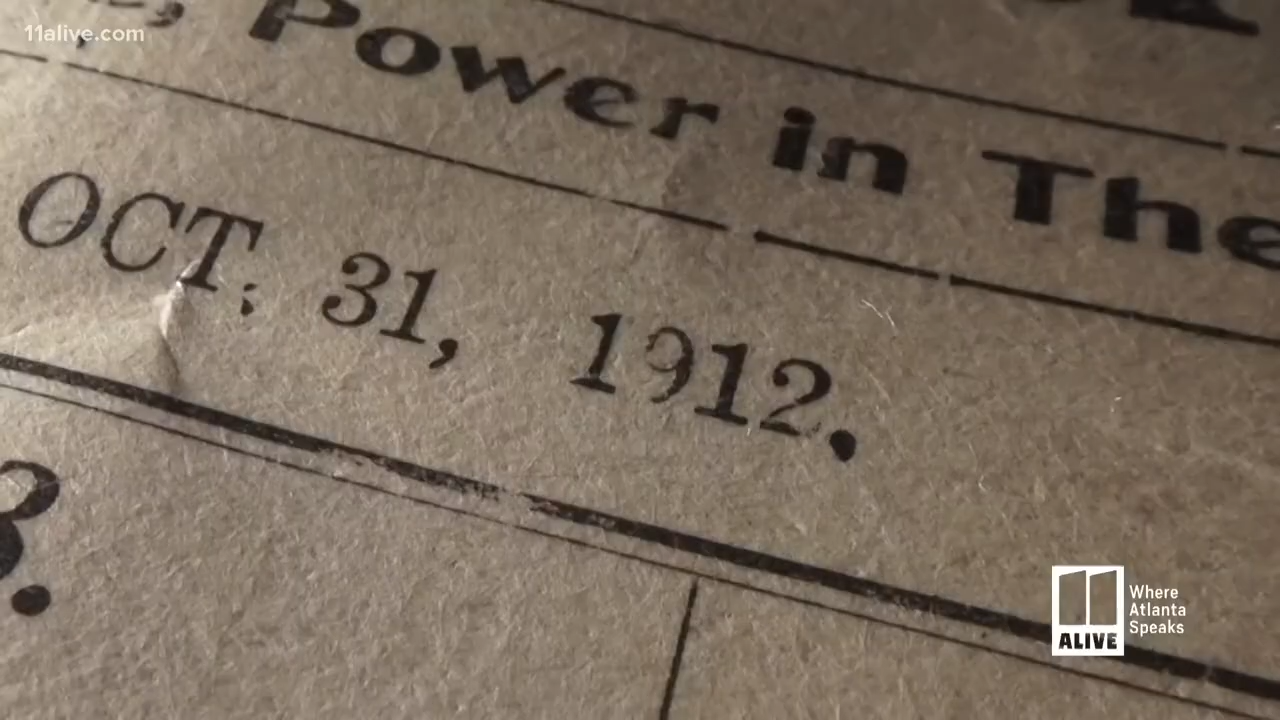 11alive.com
Power in The
OCT. 31, 1912.
ALIVE
Where
Atlanta
Speaks